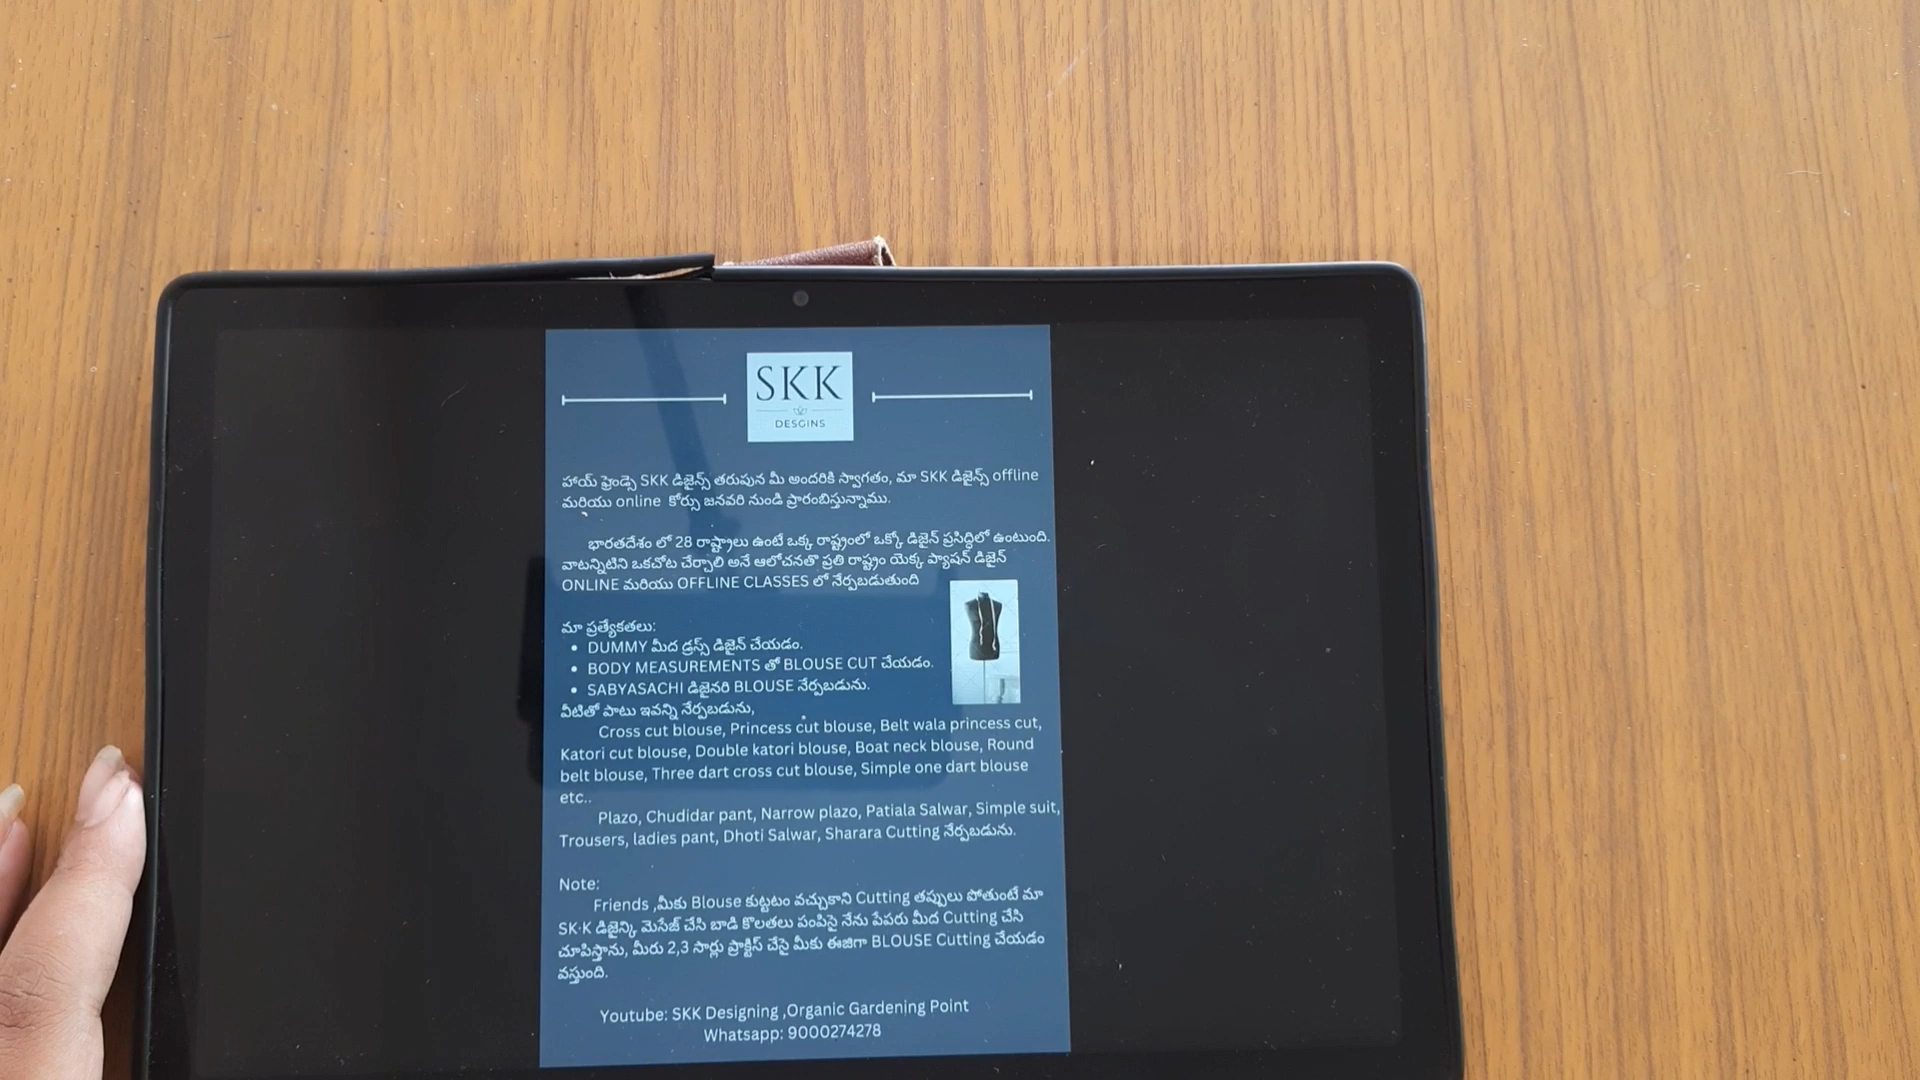 SKK
DESGINS
హాయ్ ఫ్రెండ్స్ SKK డిజైన్స్ తరుపున మీ అందరికి స్వాగతం, మా SKK డిజైన్స్ offline
మరియు online కోర్సు జనవరి నుండి ప్రారంబిస్తున్నాము.
భారతదేశం లో 28 రాష్ట్రాలు ఉంటే ఒక్క రాష్ట్రంలో ఒక్కో డిజైన్ ప్రసిద్ధిలో ఉంటుంది.
వాటన్నిటిని ఒకచోట చేర్చాలి అనే ఆలోచనతొ ప్రతి రాష్ట్రం యెక్క ప్యాషన్ డిజైన్
ONLINE మరియు OFFLINE CLASSES లో నేర్పబడుతుంది
మా ప్రత్యేకతలు:
• DUMMY మీద డ్రస్స్ డిజైన్ చేయడం.
• BODY MEASUREMENTS తో BLOUSE CUT చేయడం.
• SABYASACHI డిజైనరి BLOUSE నేర్పబడును.
వీటితో పాటు ఇవన్ని నేర్పబడును,
Cross cut blouse, Princess cut blouse, Belt wala princess cut,
Katori cut blouse, Double katori blouse, Boat neck blouse, Round
belt blouse, Three dart cross cut blouse, Simple one dart blouse
etc..
Plazo, Chudidar pant, Narrow plazo, Patiala Salwar, Simple suit,
Trousers, ladies pant, Dhoti Salwar, Sharara Cutting నేర్పబడును.
Note:
Friends ,మీకు Blouse కుట్టటం వచ్చుకాని Cutting తప్పులు పోతుంటే మా
SK·K డిజైన్కి మెసేజ్ చేసి బాడి కొలతలు పంపిసై నేను పేపరు మీద Cutting చేసి
చూపిస్తాను, మీరు 2,3 సార్లు ప్రాక్టిస్ చేసై మీకు ఈజిగా BLOUSE Cutting చేయడం
వస్తుంది.
Youtube: SKK Designing ,Organic Gardening Point
Whatsapp: 9000274278